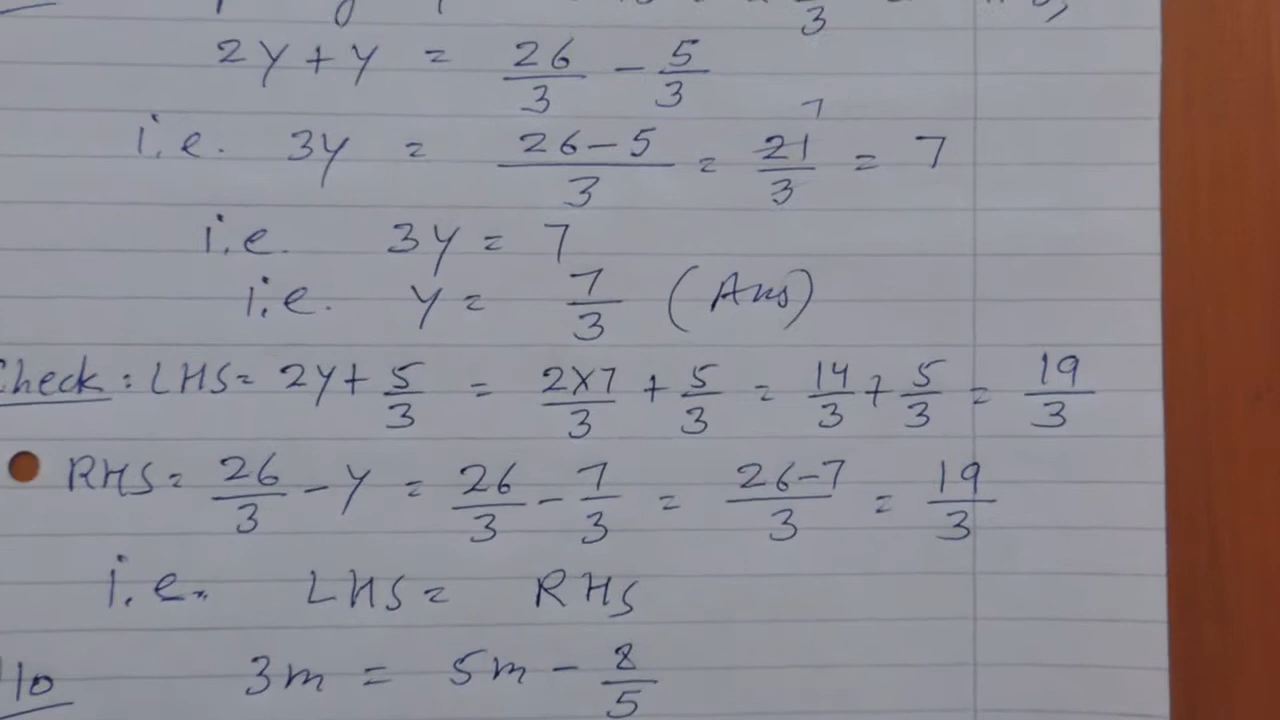 3
2y + y = 26/3 - 5/3
i.e. 3y = 26-5/3 = 21/3 = 7 7
i.e. 3y = 7
i.e. y = 7/3 (Ans)
Check: LHS = 2y + 5/3 = 2×7/3 + 5/3 = 14/3 + 5/3 = 19/3
RHS = 26/3 - y = 26/3 - 7/3 = 26-7/3 = 19/3
i.e. LHS = RHS
10 3m = 5m - 8/5